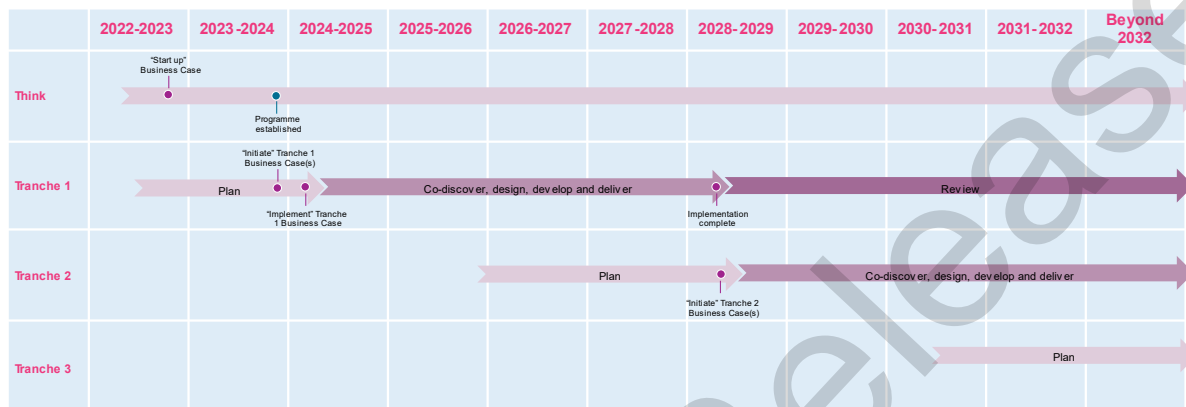 2022-2023 2023-2024 2024-2025 2025-2026 2026-2027 2027-2028 2028-2029 2029-2030 2030-2031 2031-2032 Beyond
2032
"Start up"
Business Case
Think
Programme
established
"Initiate" Tranche 1
Business Case(s)
Tranche 1
Plan
Co-discover, design, develop and deliver
Review
"Implement" Tranche
1 Business Case
Implementation
complete
Tranche 2
Plan
Co-discover, design, develop and deliver
"Initiate" Tranche 2
Business Case(s)
Tranche 3
Plan
elease